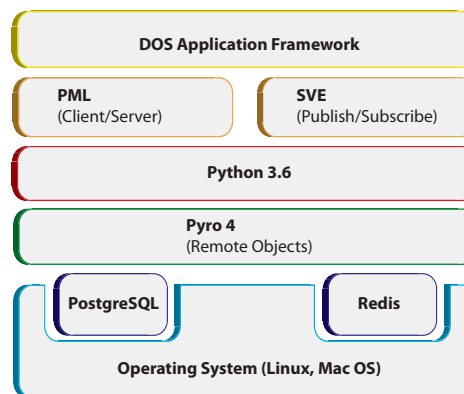 DOS Application Framework
PML
(Client/Server)
SVE
(Publish/Subscribe)
Python 3.6
Pyro 4
(Remote Objects)
PostgreSQL
Redis
Operating System (Linux, Mac OS)